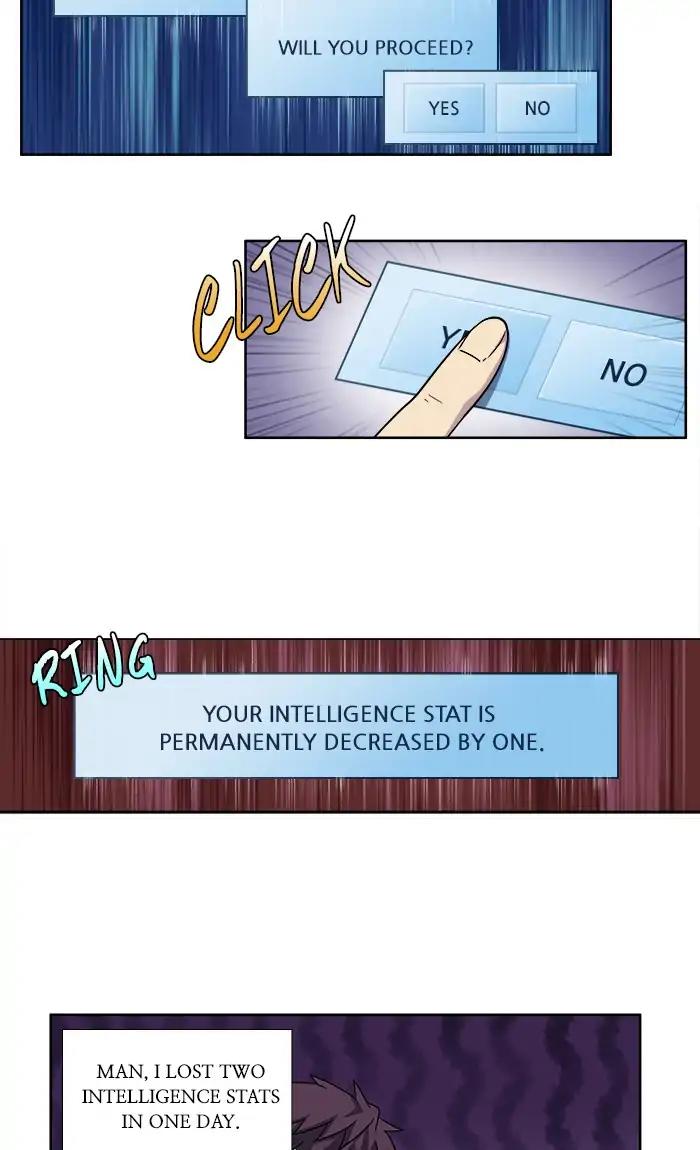 WILL YOU PROCEED?
YES
NO
CLICK
NO
RING
YOUR INTELLIGENCE STAT IS
PERMANENTLY DECREASED BY ONE.
MAN, I LOST TWO
INTELLIGENCE STATS
IN ONE DAY.